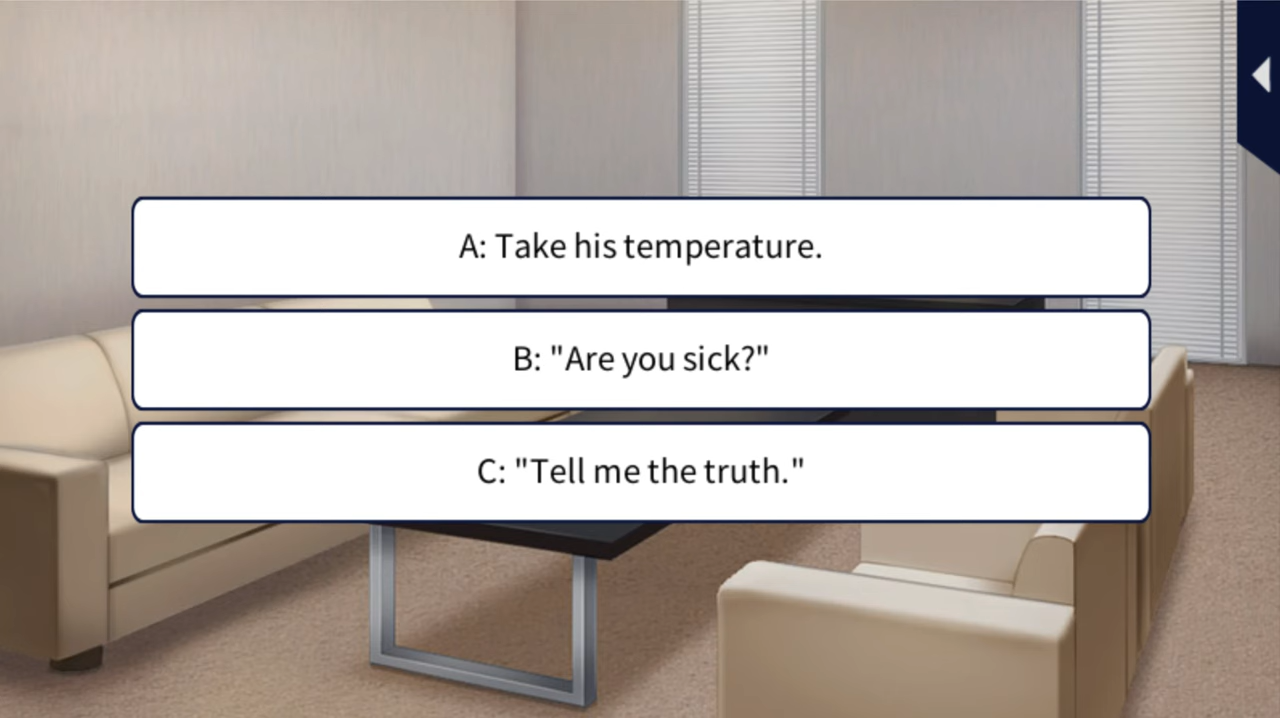 A: Take his temperature.
B: "Are you sick?"
C: "Tell me the truth."